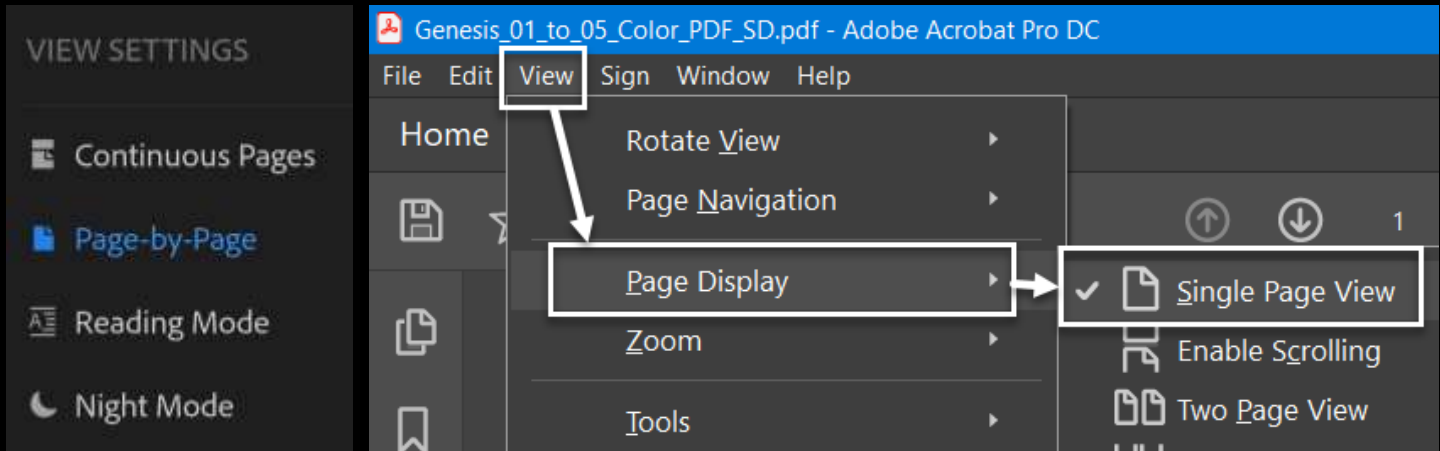 VIEW SETTINGS
Continuous Pages
Page-by-Page
Reading Mode
Night Mode
Genesis_01_to_05_Color_PDF_SD.pdf - Adobe Acrobat Pro DC
File Edit View Sign Window Help
Home
Rotate View
Page Navigation
1
Page Display
Single Page View
Zoom
Enable Scrolling
Two Page View
Tools